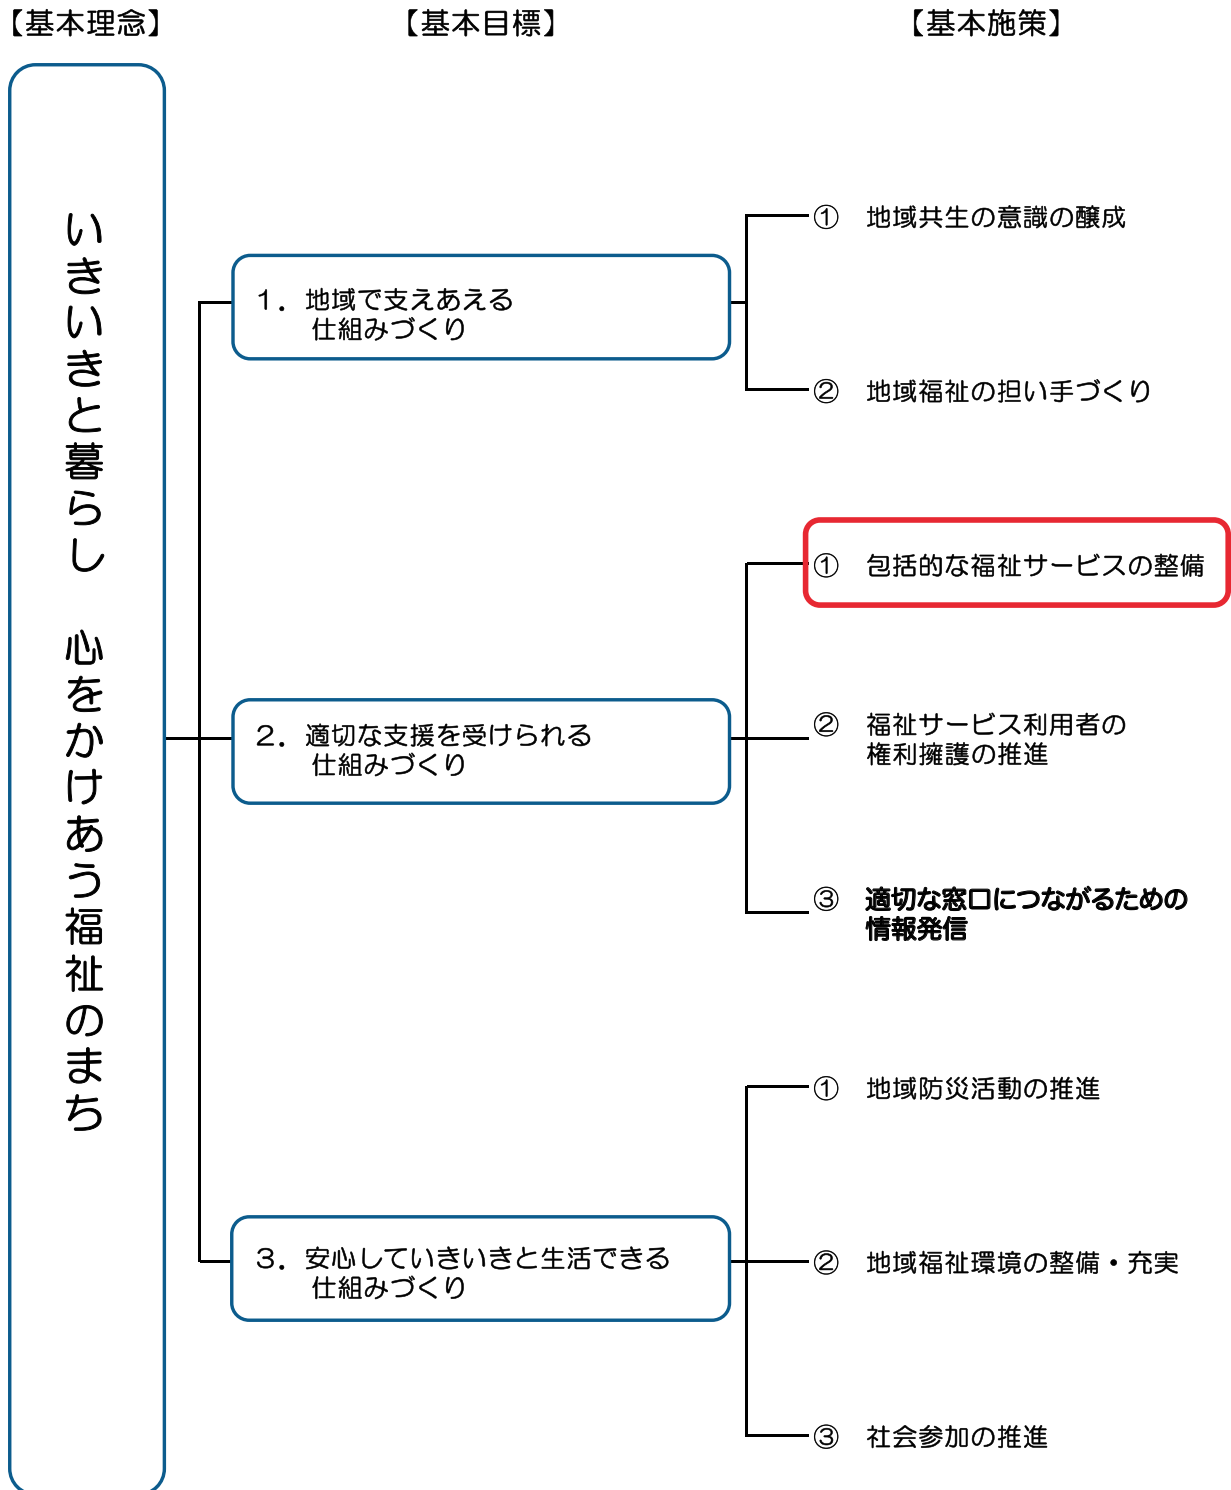 【基本理念】
【基本目標】
【基本施策】
いきいきと暮らし　心をかけあう福祉のまち
１．地域で支えあえる
仕組みづくり
①　地域共生の意識の醸成
②　地域福祉の担い手づくり
２．適切な支援を受けられる
仕組みづくり
①　包括的な福祉サービスの整備
②　福祉サービス利用者の
権利擁護の推進
③　適切な窓口につながるための
情報発信
３．安心していきいきと生活できる
仕組みづくり
①　地域防災活動の推進
②　地域福祉環境の整備・充実
③　社会参加の推進